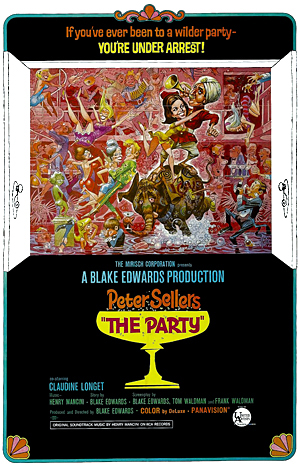 If you've ever been to a wilder party-
YOU'RE UNDER ARREST!
THE MIRISCH CORPORATION presents
A BLAKE EDWARDS PRODUCTION
Peter Sellers
"THE PARTY"
co-starring
CLAUDINE LONGET
Music- Story by Screenplay by
HENRY MANCINI · BLAKE EDWARDS · BLAKE EDWARDS, TOM WALDMAN and FRANK WALDMAN
Produced and Directed by BLAKE EDWARDS · COLOR by DeLuxe · PANAVISION®
United Artists
ORIGINAL SOUNDTRACK MUSIC BY HENRY MANCINI ON RCA RECORDS